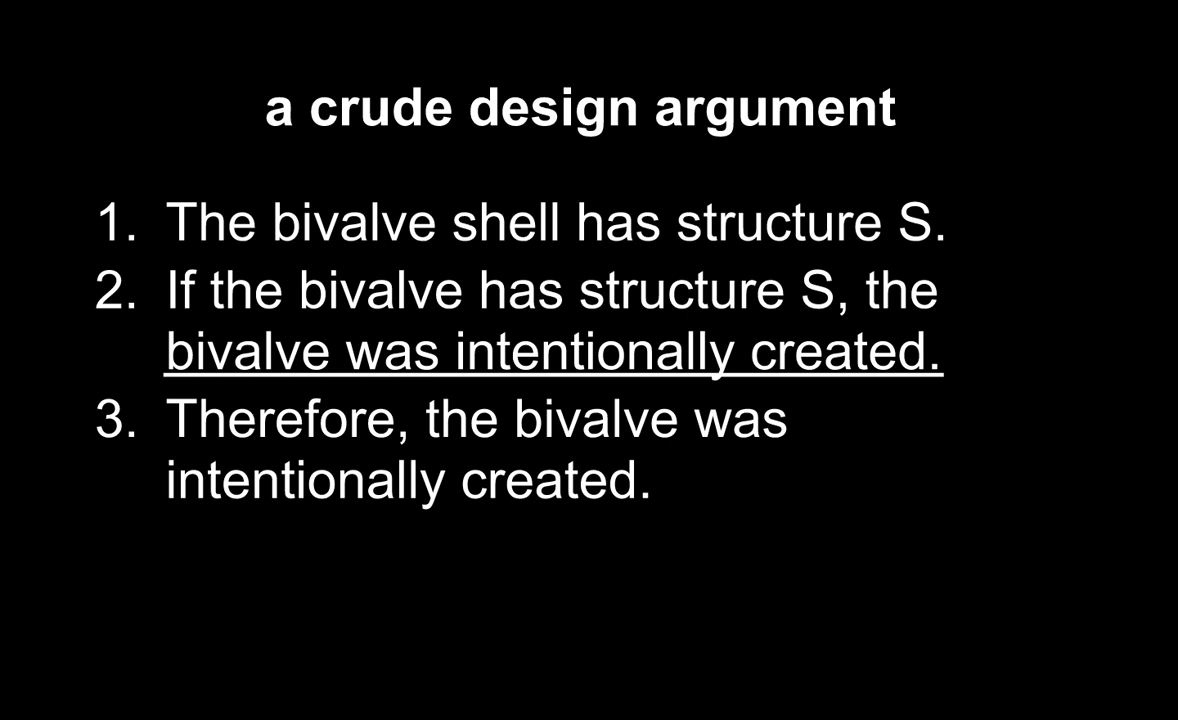 a crude design argument
1. The bivalve shell has structure S.
2. If the bivalve has structure S, the
bivalve was intentionally created.
3. Therefore, the bivalve was
intentionally created.